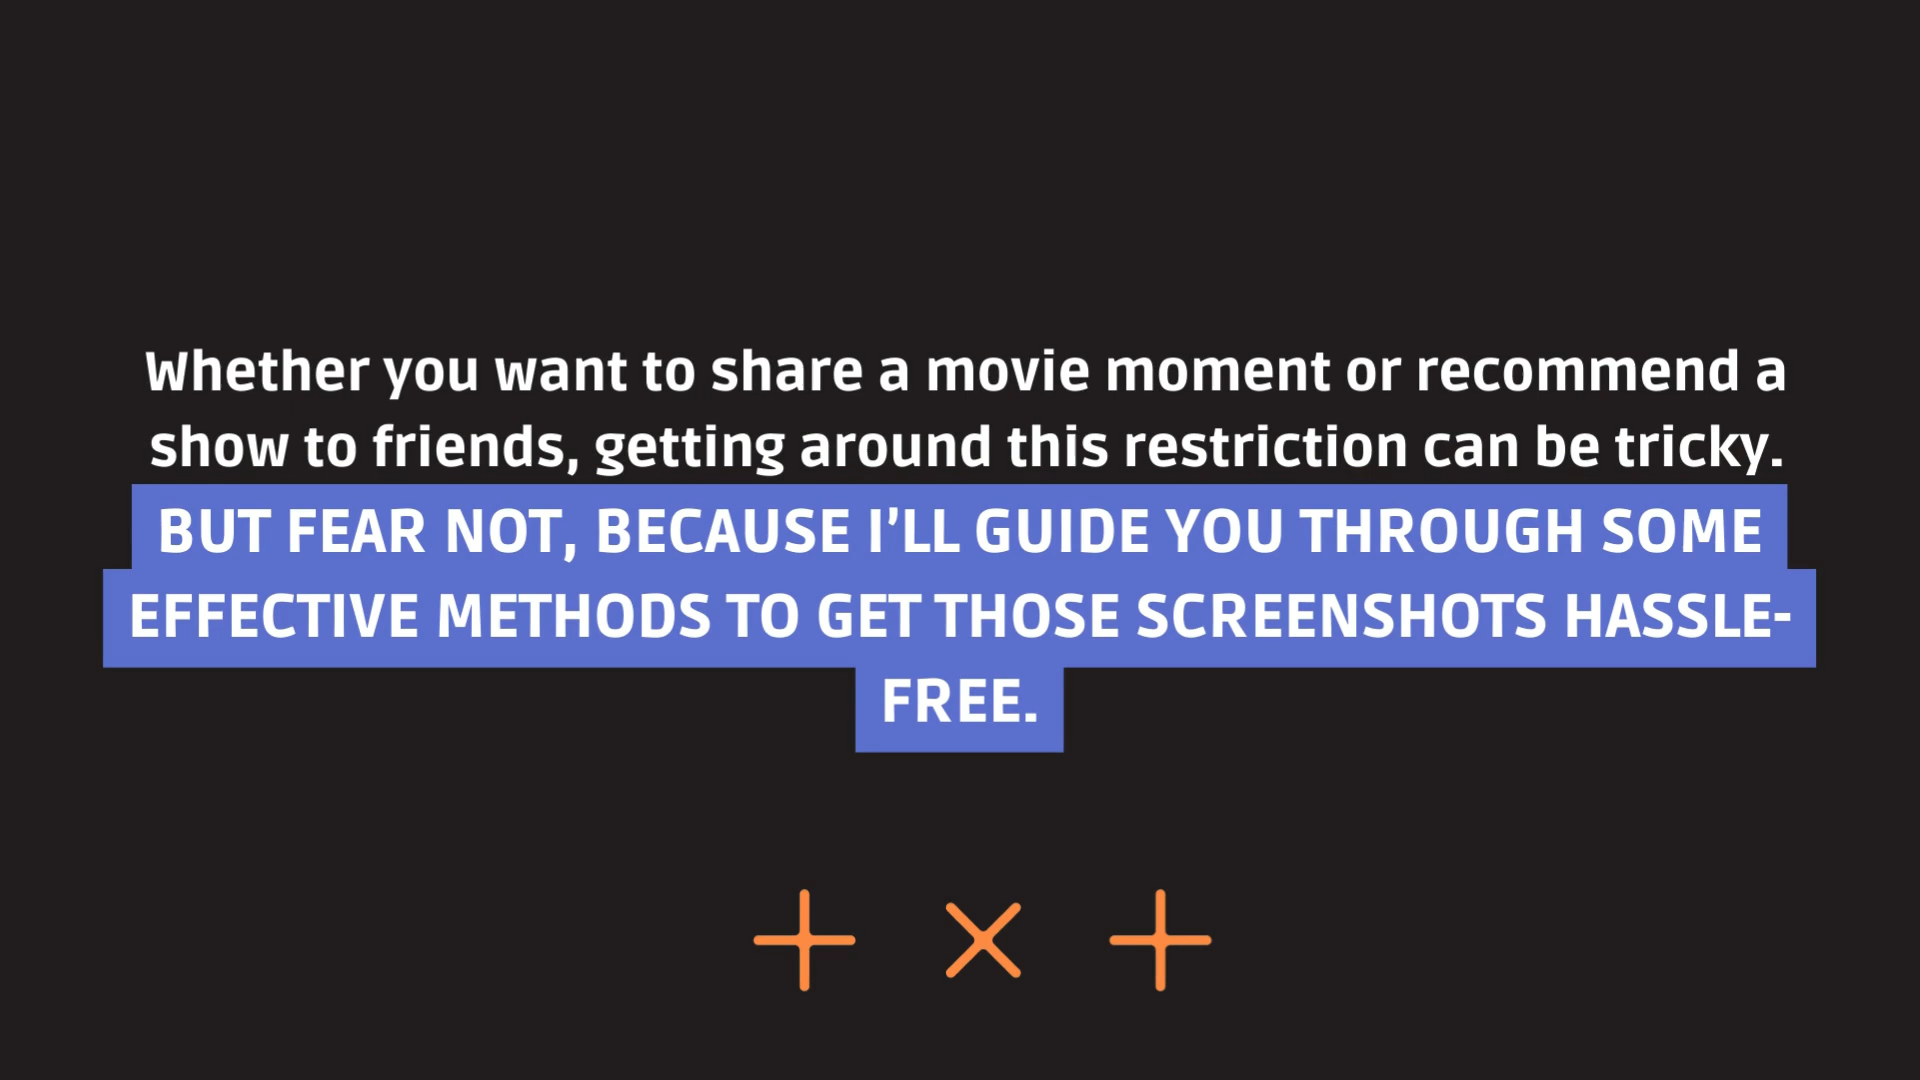 Whether you want to share a movie moment or recommend a
show to friends, getting around this restriction can be tricky.
BUT FEAR NOT, BECAUSE I’LL GUIDE YOU THROUGH SOME
EFFECTIVE METHODS TO GET THOSE SCREENSHOTS HASSLE-
FREE.